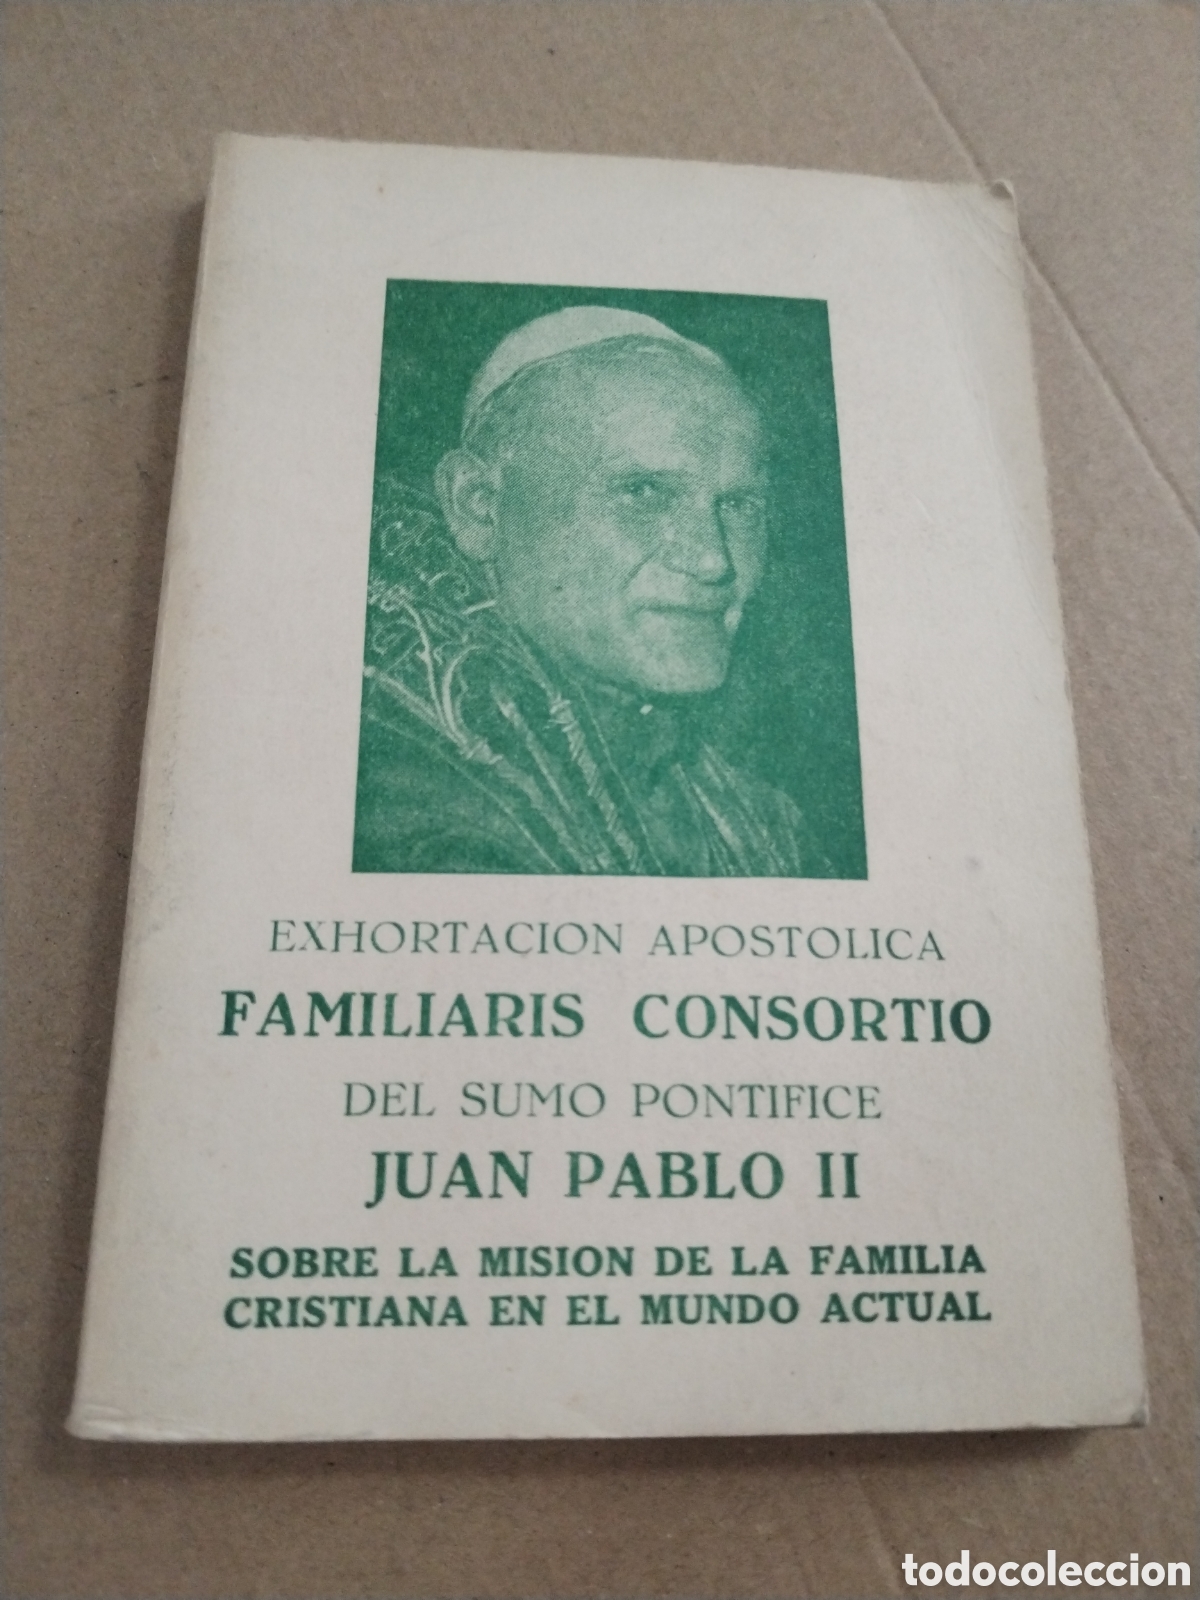 EXHORTACION APOSTOLICA
FAMILIARIS CONSORTIO
DEL SUMO PONTIFICE
JUAN PABLO II
SOBRE LA MISION DE LA FAMILIA
CRISTIANA EN EL MUNDO ACTUAL
todocoleccion